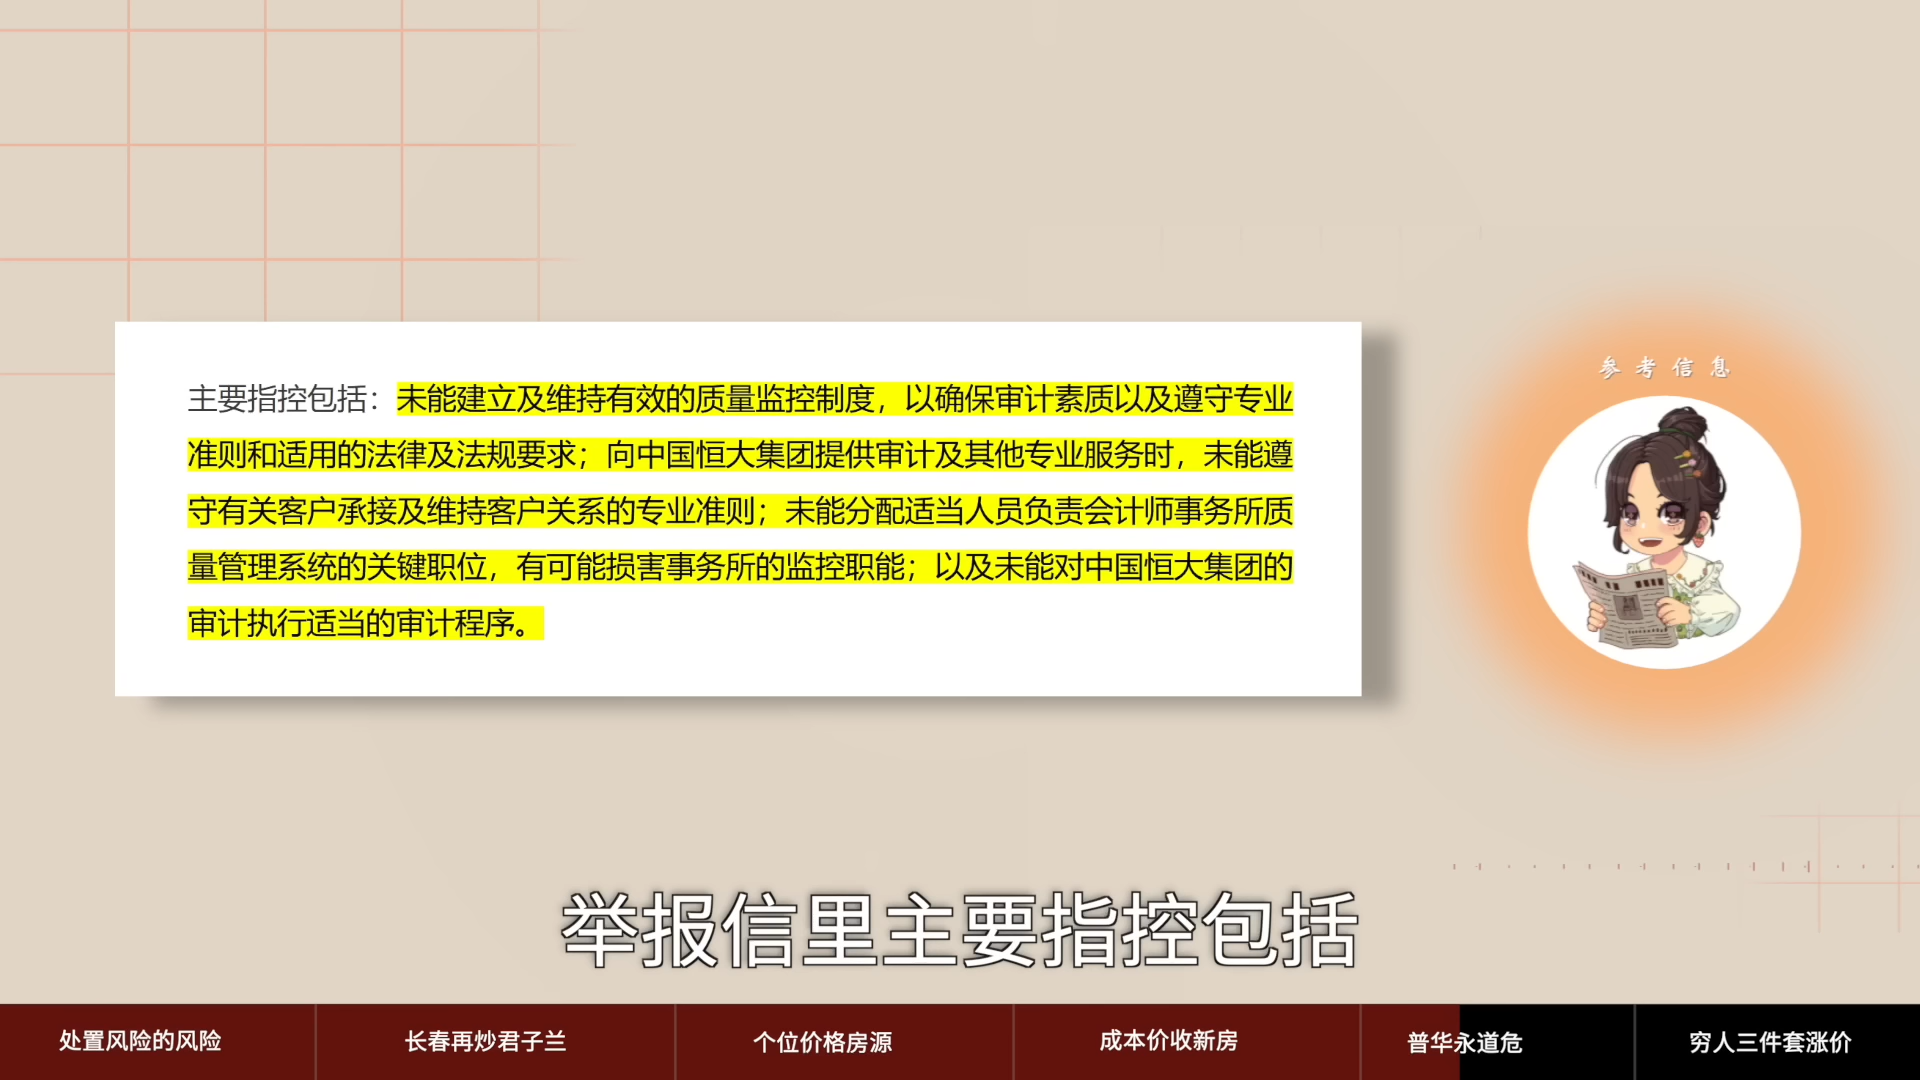 主要指控包括：未能建立及维持有效的质量监控制度，以确保审计素质以及遵守专业
准则和适用的法律及法规要求；向中国恒大集团提供审计及其他专业服务时，未能遵
守有关客户承接及维持客户关系的专业准则；未能分配适当人员负责会计师事务所质
量管理系统的关键职位，有可能损害事务所的监控职能；以及未能对中国恒大集团的
审计执行适当的审计程序。
参考信息
举报信里主要指控包括
处置风险的风险
长春再炒君子兰
个位价格房源
成本价收新房
普华永道危
穷人三件套涨价